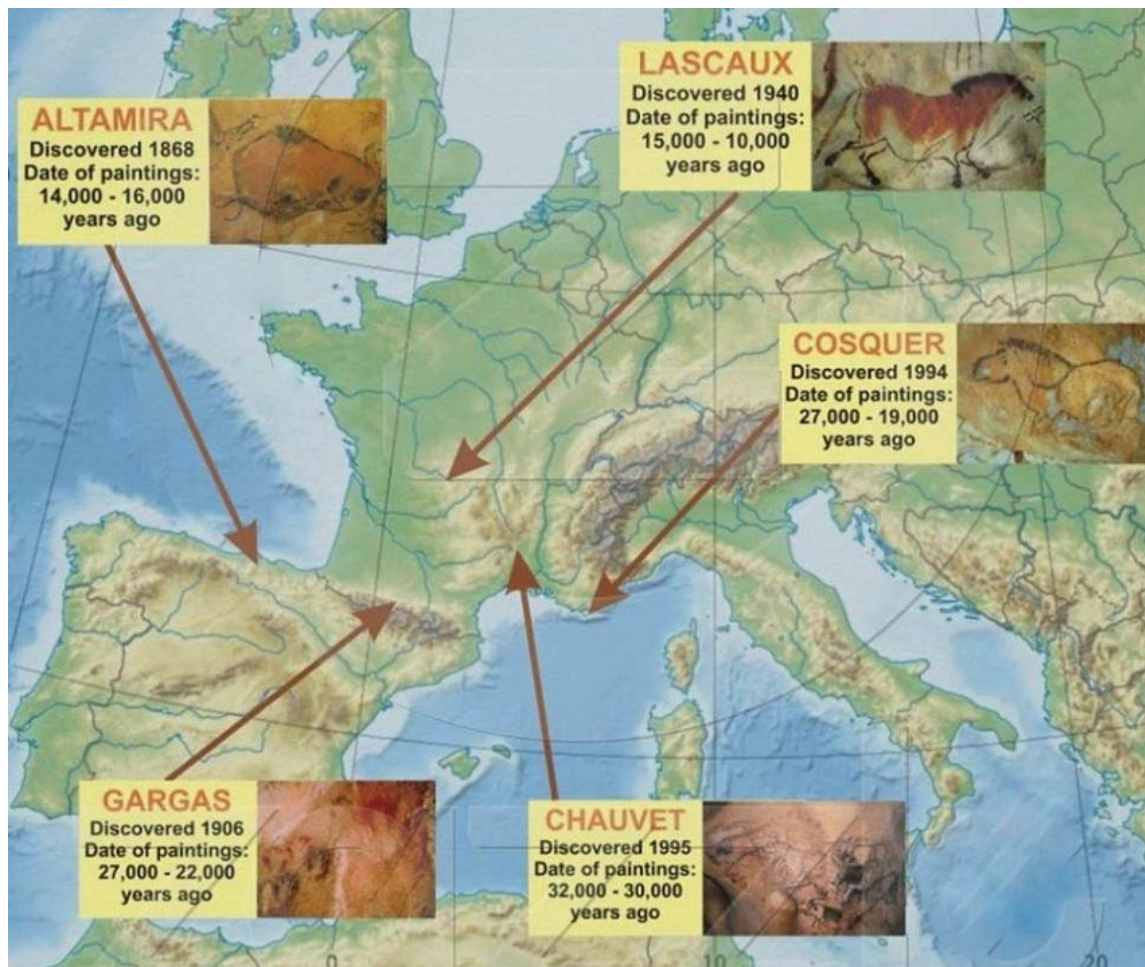 ALTAMIRA
Discovered 1868
Date of paintings:
14,000 - 16,000
years ago
LASCAUX
Discovered 1940
Date of paintings:
15,000 - 10,000
years ago
COSQUER
Discovered 1994
Date of paintings:
27,000 - 19,000
years ago
GARGAS
Discovered 1906
Date of paintings:
27,000 - 22,000
years ago
CHAUVET
Discovered 1995
Date of paintings:
32,000 - 30,000
years ago
0
10
20